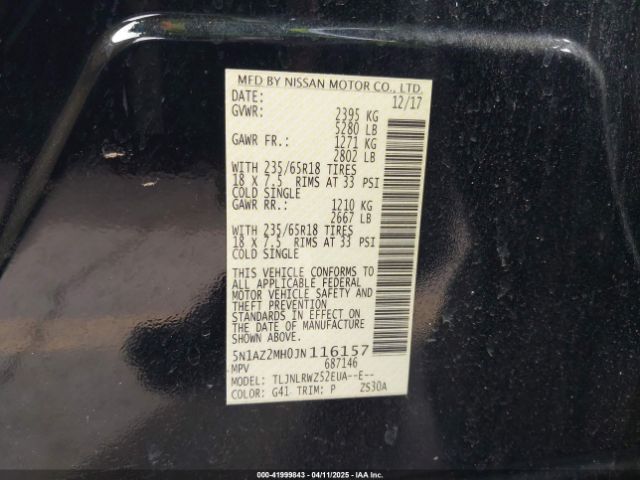 MFD BY NISSAN MOTOR CO., LTD.
DATE: 12/17
GVWR: 2395 KG
5280 LB
GAWR FR.: 1271 KG
2802 LB
WITH 235/65R18 TIRES
18 X 7.5 RIMS AT 33 PSI
COLD SINGLE
GAWR RR.: 1210 KG
2667 LB
WITH 235/65R18 TIRES
18 X 7.5 RIMS AT 33 PSI
COLD SINGLE
THIS VEHICLE CONFORMS TO
ALL APPLICABLE FEDERAL
MOTOR VEHICLE SAFETY AND
THEFT PREVENTION
STANDARDS IN EFFECT ON
THE DATE OF MANUFACTURE
SHOWN ABOVE.
5N1AZ2MH0JN116157
MPV 687146
MODEL: TLJNLRWZ52EUA--E--
COLOR: G41 TRIM: P ZS30A
000-41999843 - 04/11/2025 - IAA Inc.